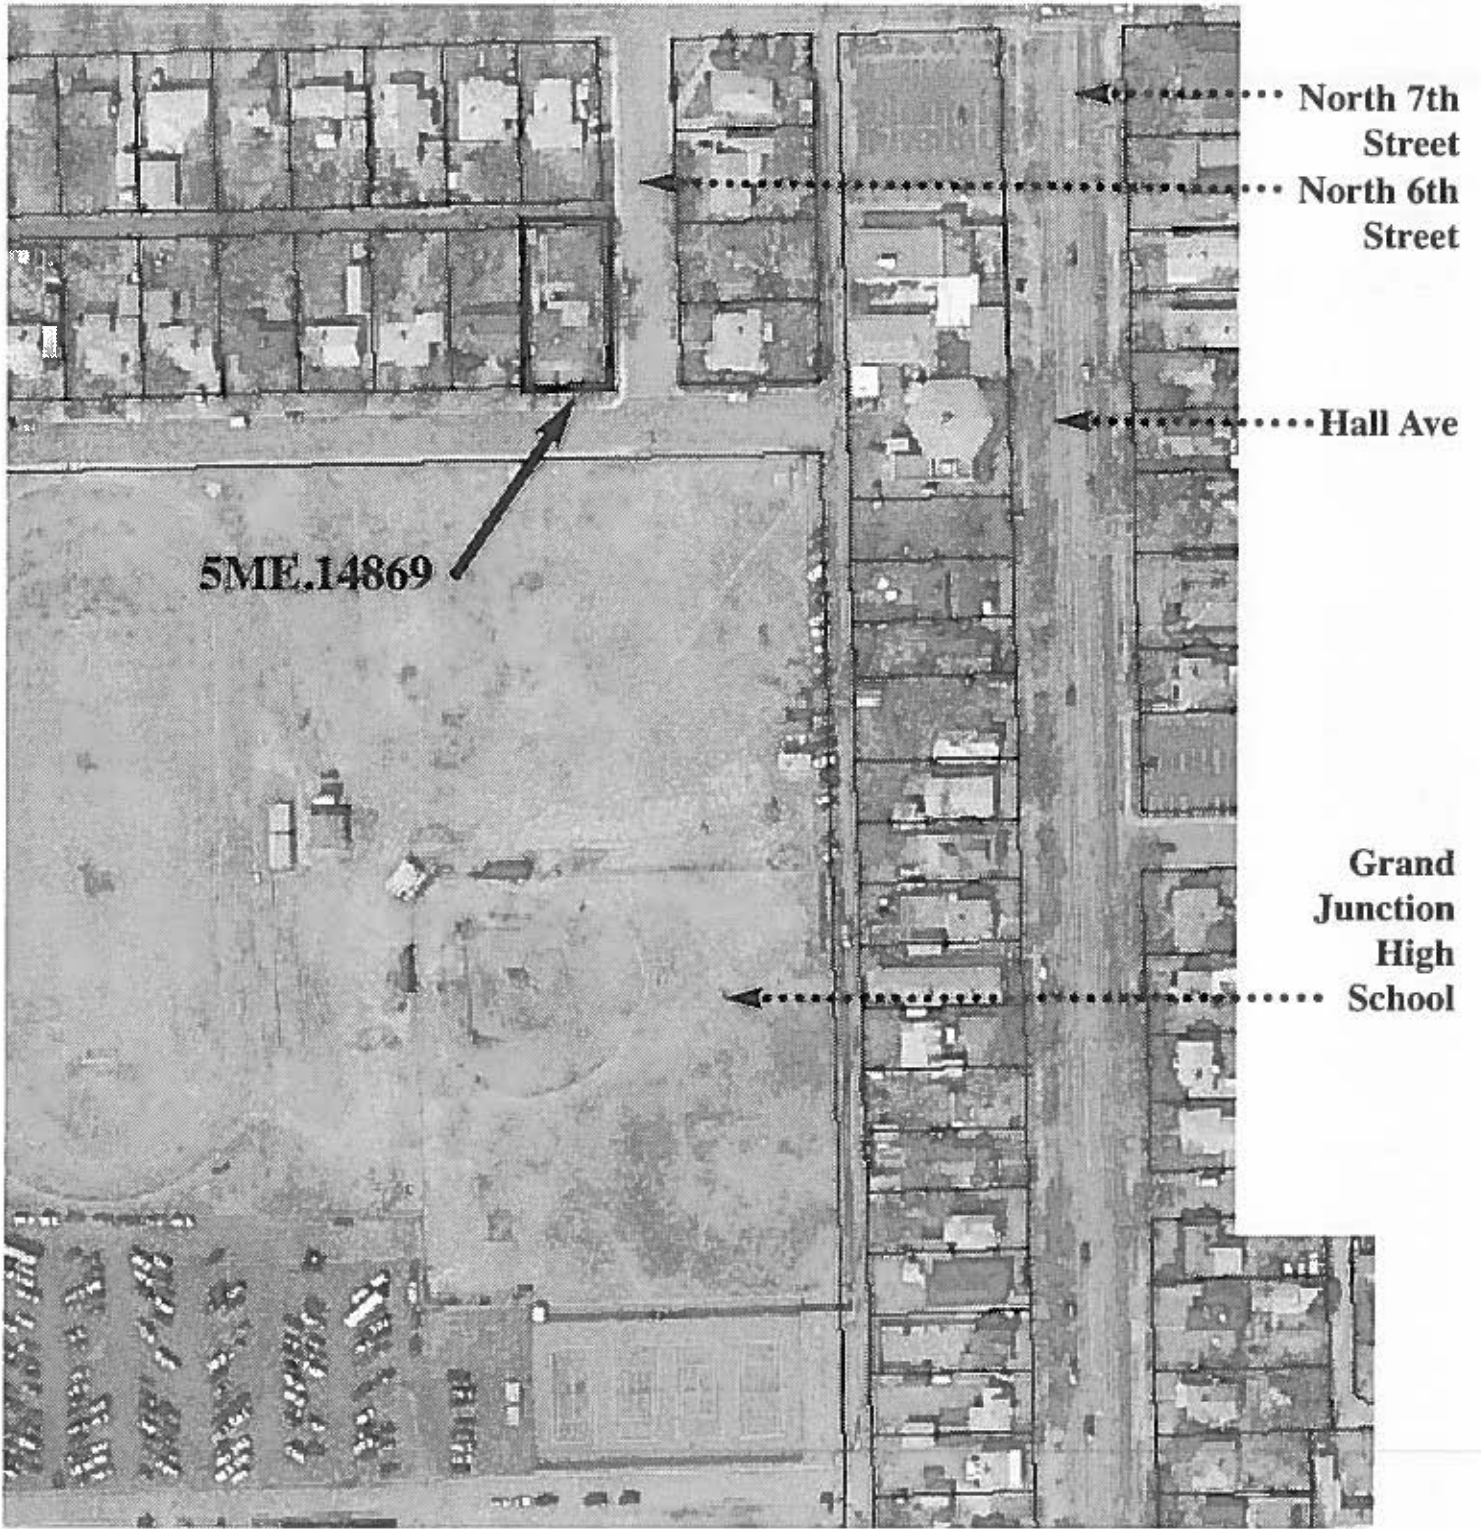 North 7th
Street
North 6th
Street
Hall Ave
5ME.14869
Grand
Junction
High
School